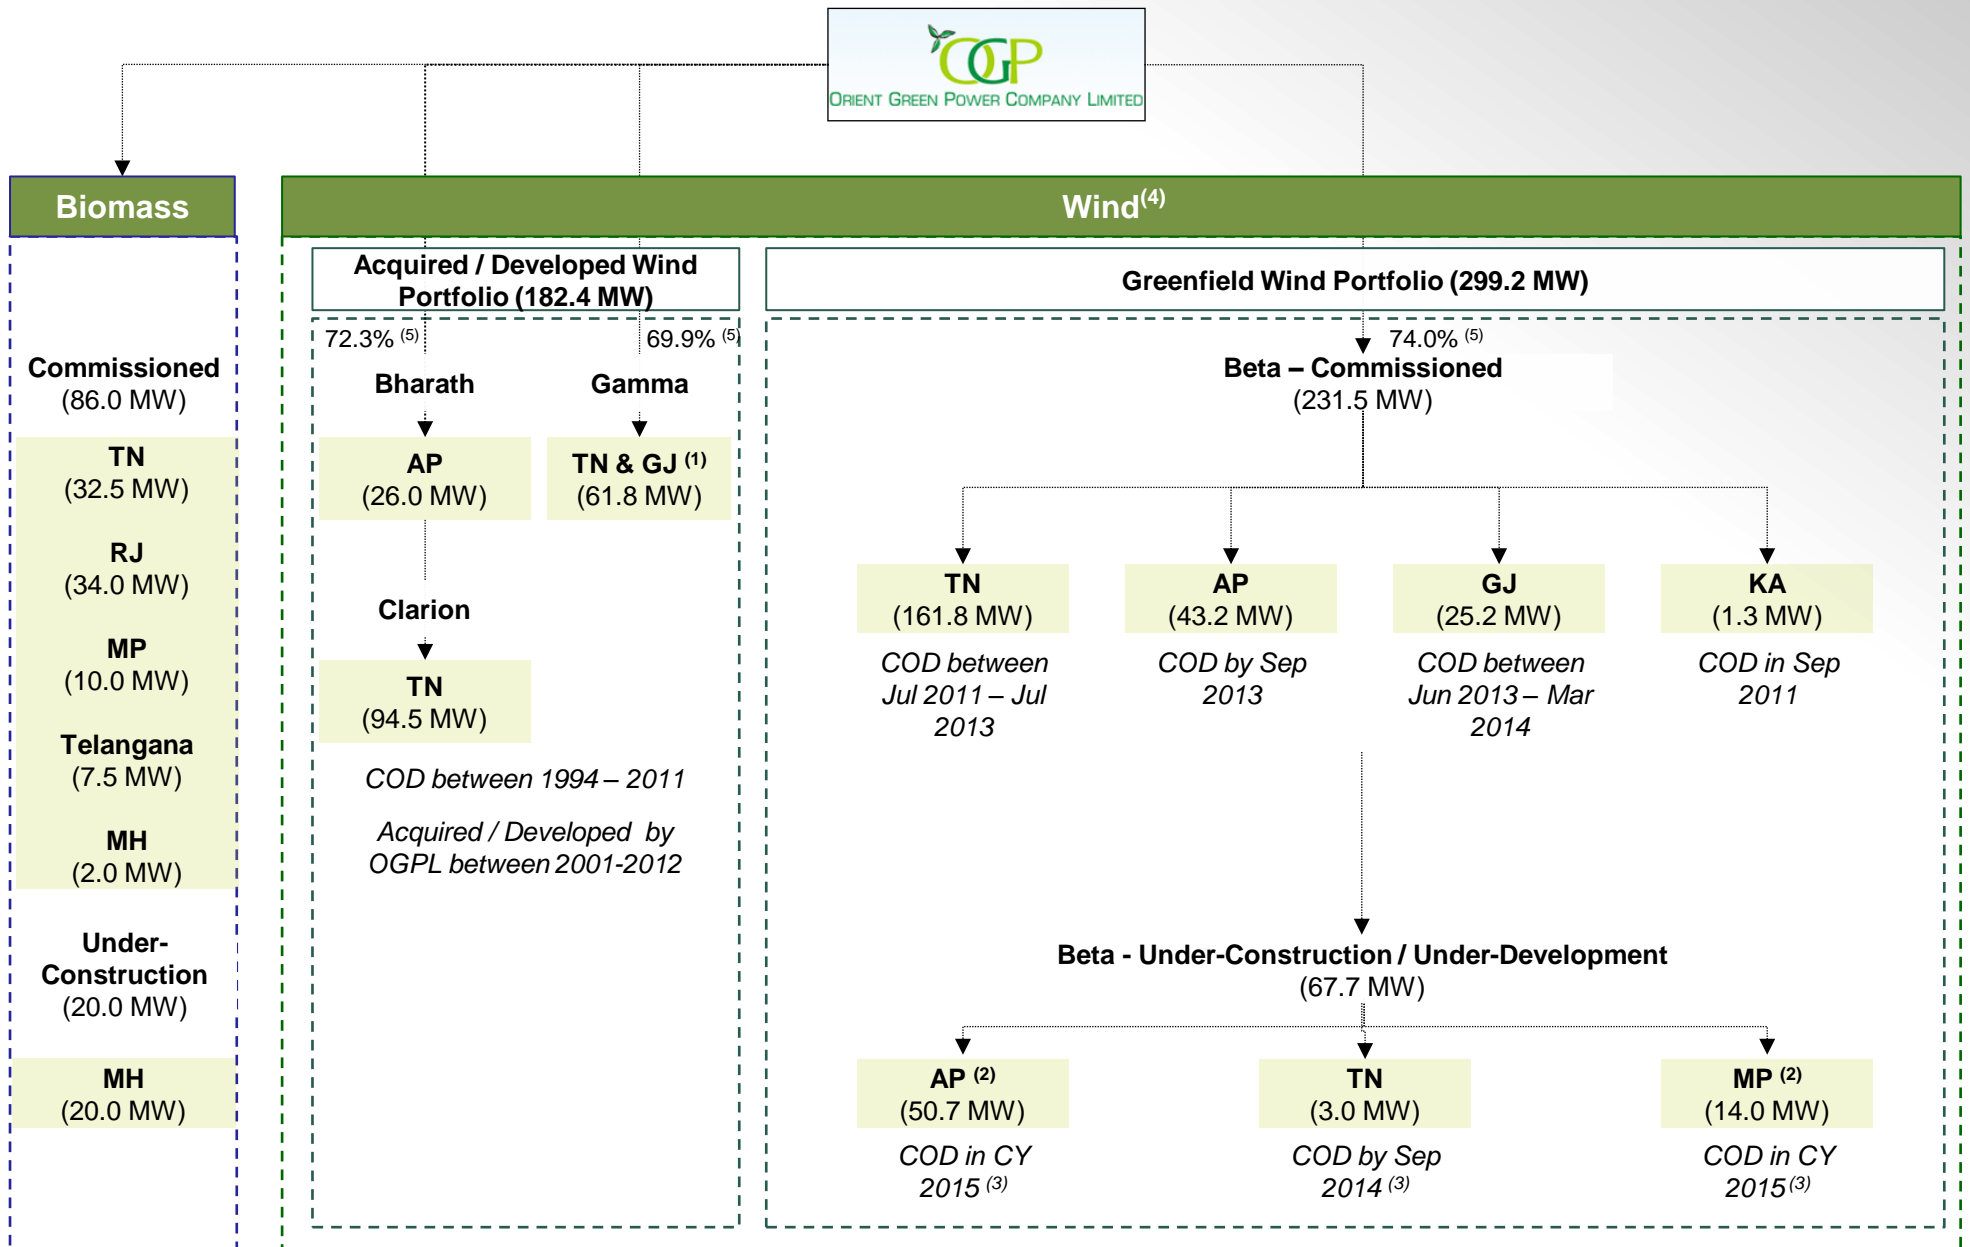 OGP
ORIENT GREEN POWER COMPANY LIMITED
Biomass
Commissioned
(86.0 MW)
TN
(32.5 MW)
RJ
(34.0 MW)
MP
(10.0 MW)
Telangana
(7.5 MW)
MH
(2.0 MW)
Under-
Construction
(20.0 MW)
MH
(20.0 MW)
Wind(4)
Acquired / Developed Wind
Portfolio (182.4 MW)
72.3% (5)
69.9% (5)
Bharath
Gamma
AP
(26.0 MW)
TN & GJ (1)
(61.8 MW)
Clarion
TN
(94.5 MW)
COD between 1994 – 2011
Acquired / Developed by
OGPL between 2001-2012
Greenfield Wind Portfolio (299.2 MW)
74.0% (5)
Beta – Commissioned
(231.5 MW)
TN
(161.8 MW)
COD between
Jul 2011 – Jul
2013
AP
(43.2 MW)
COD by Sep
2013
GJ
(25.2 MW)
COD between
Jun 2013 – Mar
2014
KA
(1.3 MW)
COD in Sep
2011
Beta - Under-Construction / Under-Development
(67.7 MW)
AP (2)
(50.7 MW)
COD in CY
2015 (3)
TN
(3.0 MW)
COD by Sep
2014 (3)
MP (2)
(14.0 MW)
COD in CY
2015 (3)